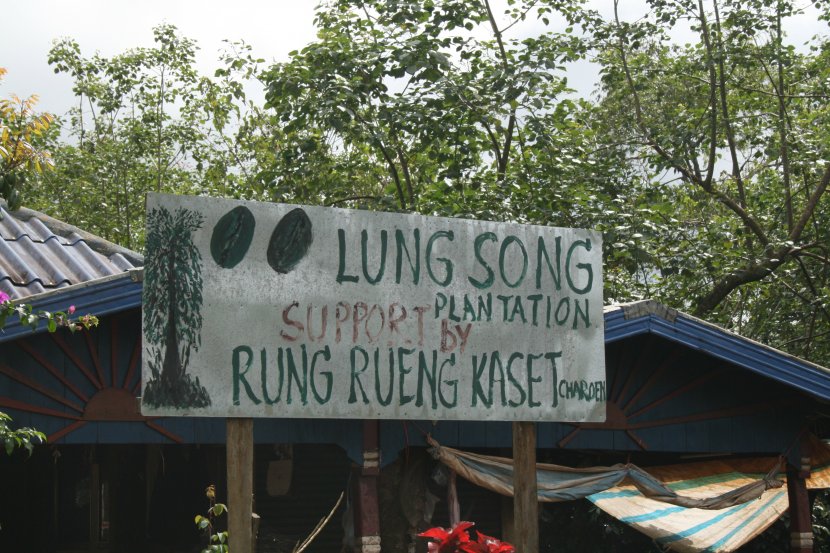 LUNG SONG
PLANTATION
SUPPORT by
RUNG RUENG KASET CHAROEN